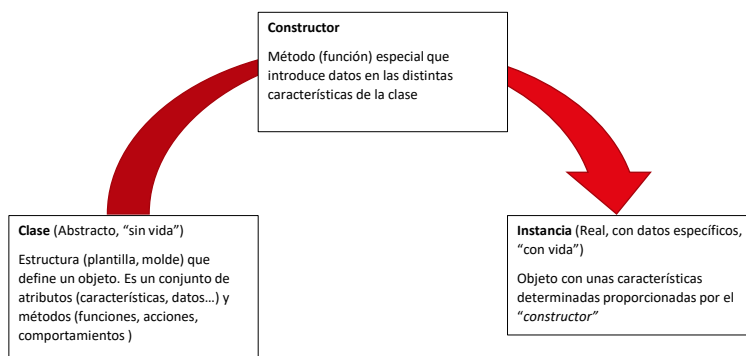 Constructor
Método (función) especial que
introduce datos en las distintas
características de la clase
Clase (Abstracto, “sin vida”)
Estructura (plantilla, molde) que
define un objeto. Es un conjunto de
atributos (características, datos…) y
métodos (funciones, acciones,
comportamientos )
Instancia (Real, con datos específicos,
“con vida”)
Objeto con unas características
determinadas proporcionadas por el
“constructor”